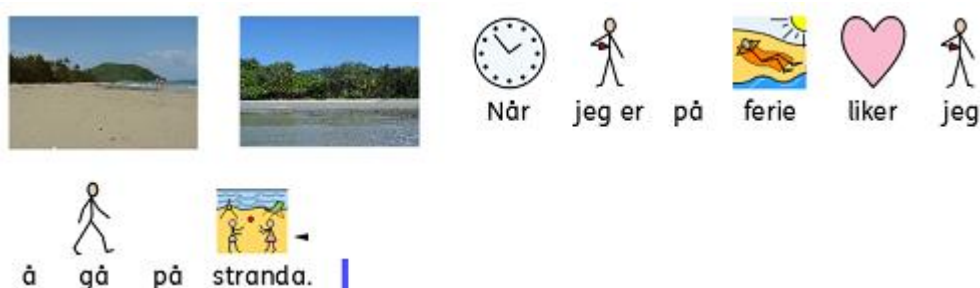 Når jeg er på ferie liker jeg
å gå på stranda.